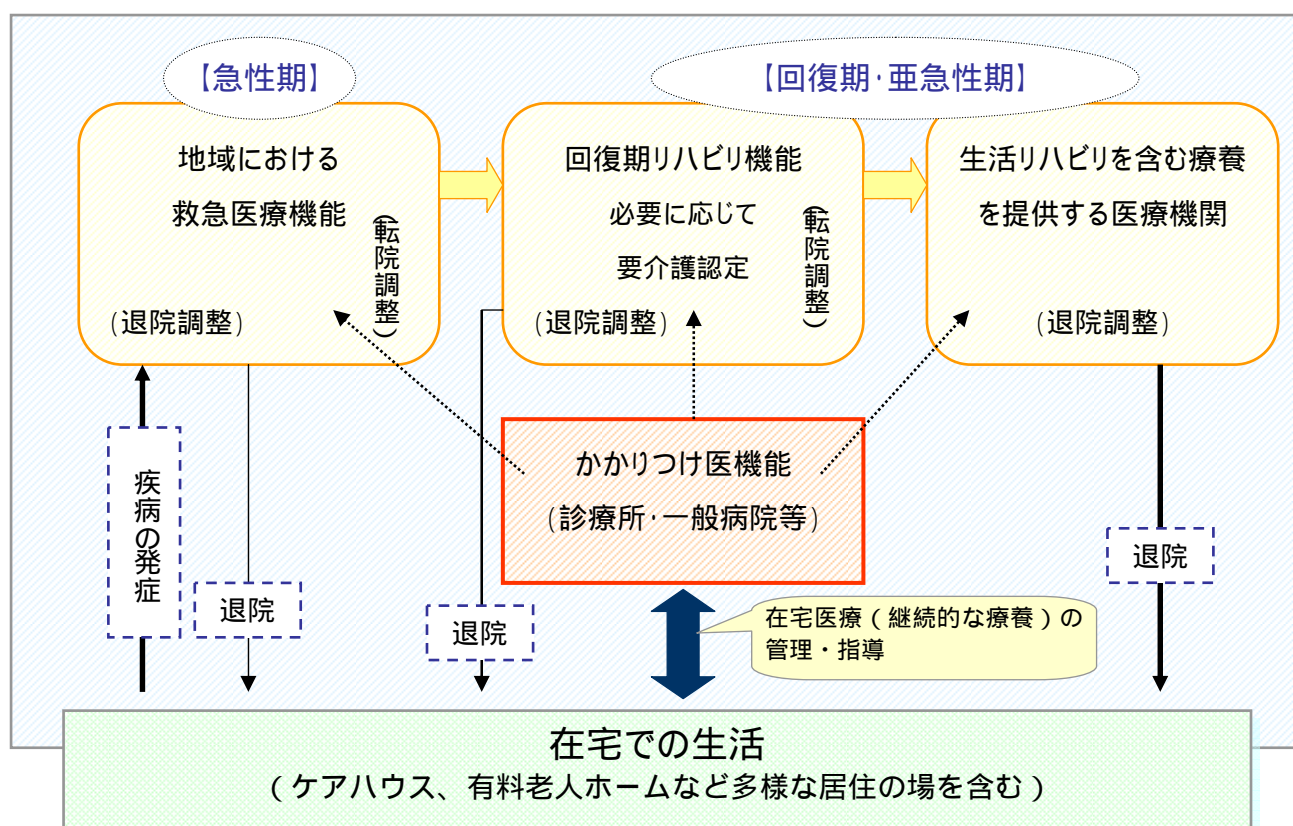 【急性期】
【回復期・亜急性期】
地域における
救急医療機能
(転院調整)
(退院調整)
回復期リハビリ機能
必要に応じて
要介護認定
(転院調整)
(退院調整)
生活リハビリを含む療養
を提供する医療機関
(退院調整)
かかりつけ医機能
(診療所・一般病院等)
疾病の発症
退院
退院
退院
在宅医療(継続的な療養)の
管理・指導
在宅での生活
(ケアハウス、有料老人ホームなど多様な居住の場を含む)